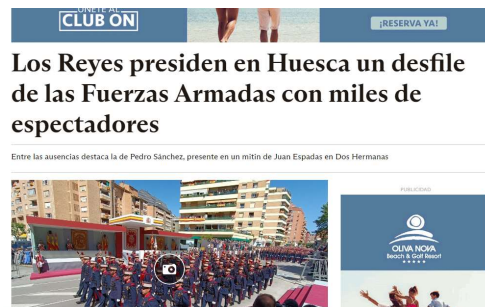 ÚNETE AL
CLUB ON
¡RESERVA YA!
Los Reyes presiden en Huesca un desfile
de las Fuerzas Armadas con miles de
espectadores
Entre las ausencias destaca la de Pedro Sánchez, presente en un mitin de Juan Espadas en Dos Hermanas
PUBLICIDAD
OLIVA NOVA
Beach & Golf Resort